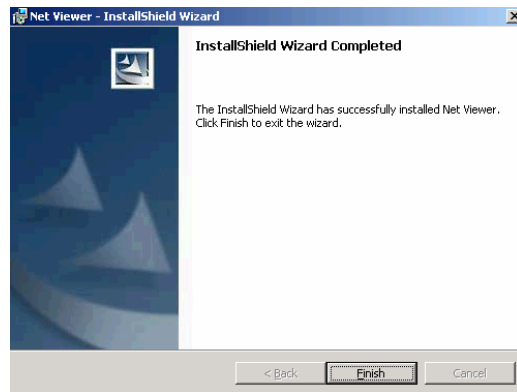 Net Viewer - InstallShield Wizard
InstallShield Wizard Completed
The InstallShield Wizard has successfully installed Net Viewer.
Click Finish to exit the wizard.
< Back
Finish
Cancel